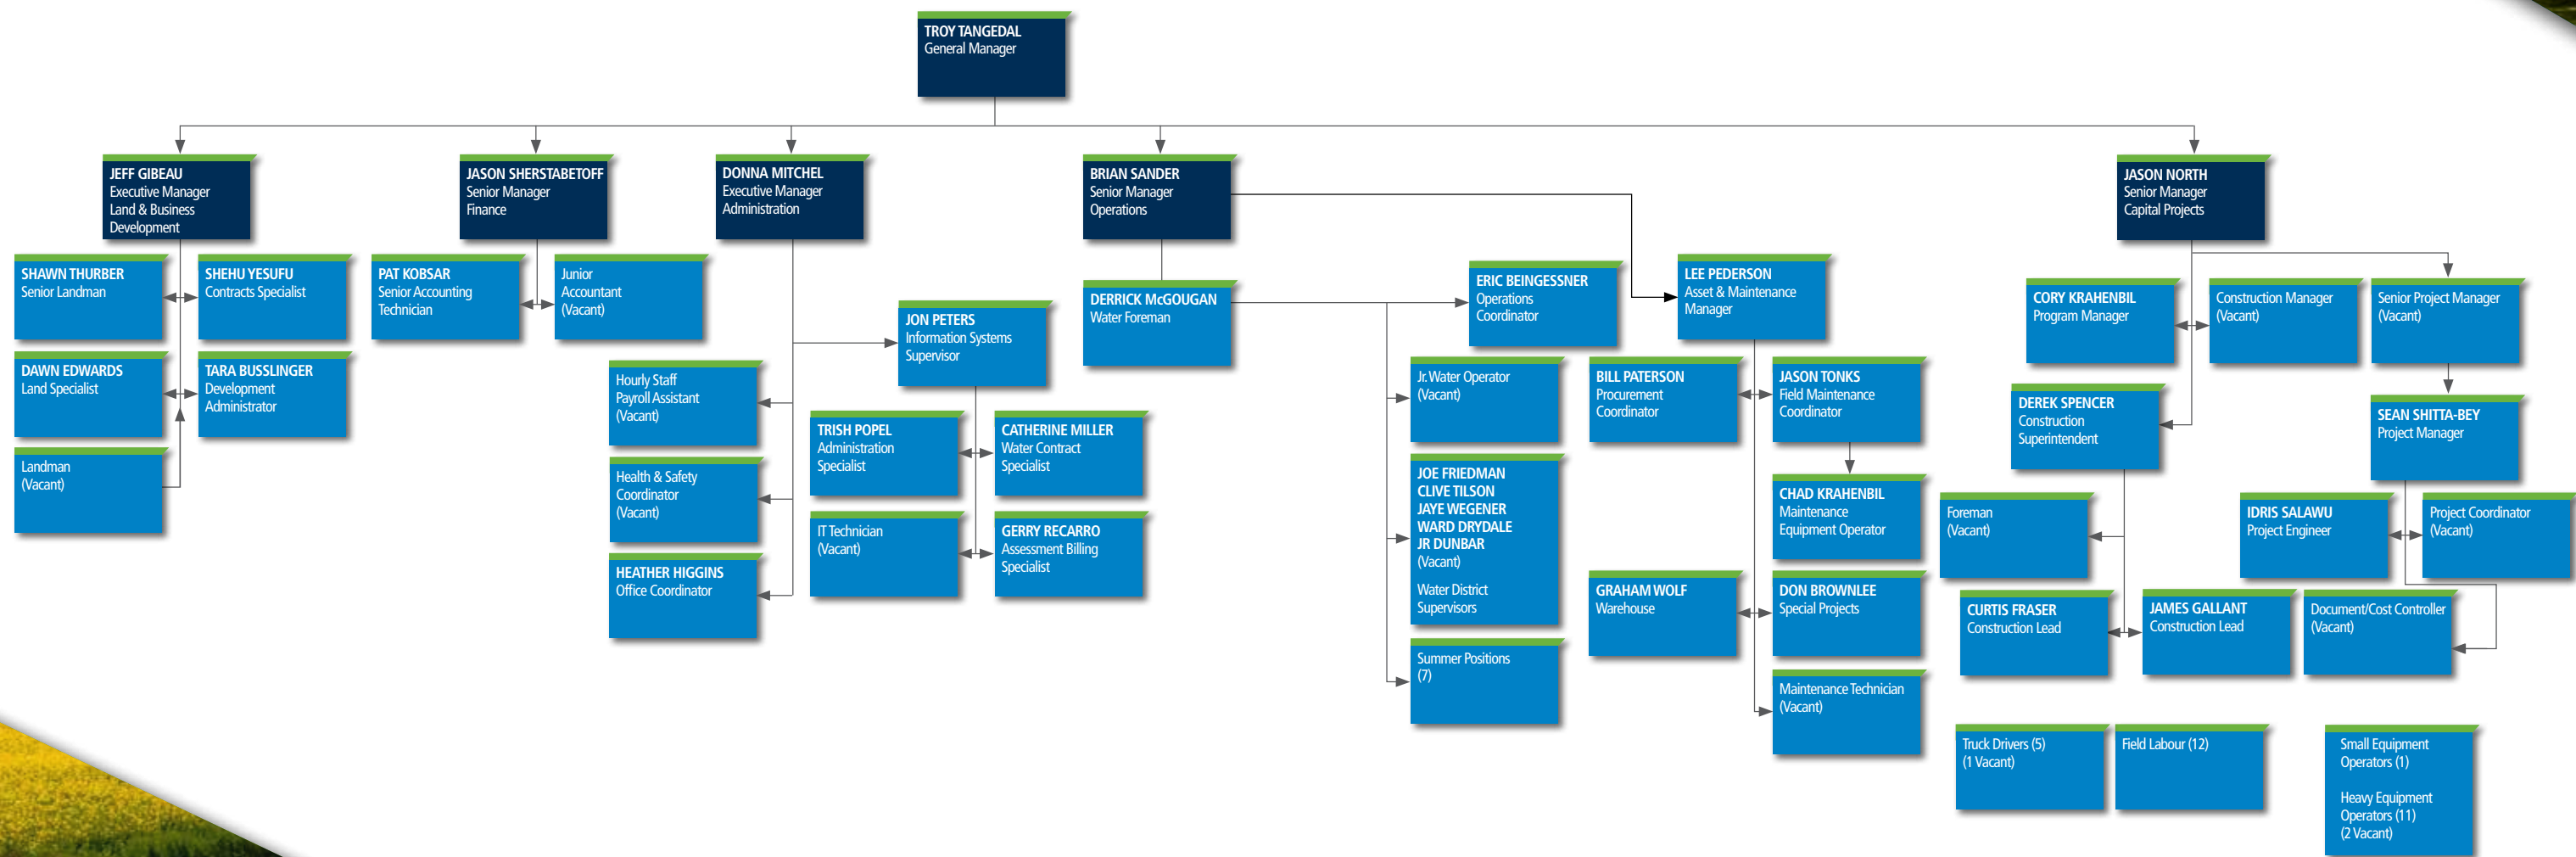 TROY TANGEDAL
General Manager
JEFF GIBEAU
Executive Manager
Land & Business
Development
JASON SHERSTABETOFF
Senior Manager
Finance
DONNA MITCHEL
Executive Manager
Administration
BRIAN SANDER
Senior Manager
Operations
JASON NORTH
Senior Manager
Capital Projects
SHAWN THURBER
Senior Landman
SHEHU YESUFU
Contracts Specialist
DAWN EDWARDS
Land Specialist
TARA BUSSLINGER
Development
Administrator
Landman
(Vacant)
PAT KOBSAR
Senior Accounting
Technician
Junior
Accountant
(Vacant)
JON PETERS
Information Systems
Supervisor
Hourly Staff
Payroll Assistant
(Vacant)
Health & Safety
Coordinator
(Vacant)
HEATHER HIGGINS
Office Coordinator
TRISH POPEL
Administration
Specialist
CATHERINE MILLER
Water Contract
Specialist
IT Technician
(Vacant)
GERRY RECARRO
Assessment Billing
Specialist
DERRICK McGOUGAN
Water Foreman
ERIC BEINGESSNER
Operations
Coordinator
Jr. Water Operator
(Vacant)
JOE FRIEDMAN
CLIVE TILSON
JAYE WEGENER
WARD DRYDALE
JR DUNBAR
(Vacant)
Water District
Supervisors
Summer Positions
(7)
LEE PEDERSON
Asset & Maintenance
Manager
BILL PATERSON
Procurement
Coordinator
JASON TONKS
Field Maintenance
Coordinator
CHAD KRAHENBIL
Maintenance
Equipment Operator
GRAHAM WOLF
Warehouse
DON BROWNLEE
Special Projects
Maintenance Technician
(Vacant)
CORY KRAHENBIL
Program Manager
Construction Manager
(Vacant)
Senior Project Manager
(Vacant)
DEREK SPENCER
Construction
Superintendent
SEAN SHITTA-BEY
Project Manager
Foreman
(Vacant)
IDRIS SALAWU
Project Engineer
Project Coordinator
(Vacant)
CURTIS FRASER
Construction Lead
JAMES GALLANT
Construction Lead
Document/Cost Controller
(Vacant)
Truck Drivers (5)
(1 Vacant)
Field Labour (12)
Small Equipment
Operators (1)
Heavy Equipment
Operators (11)
(2 Vacant)